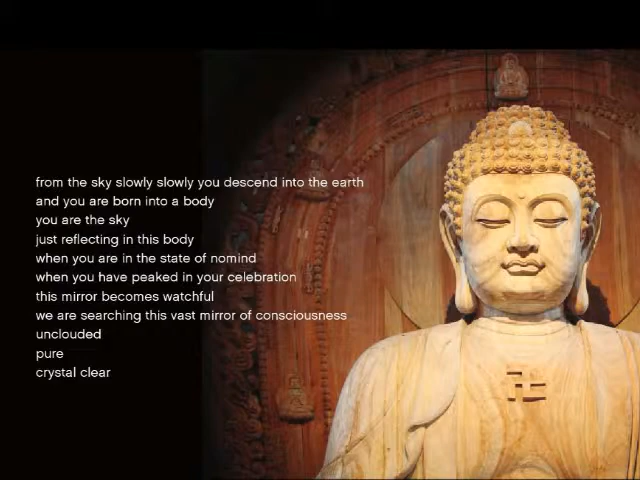 from the sky slowly slowly you descend into the earth
and you are born into a body
you are the sky
just reflecting in this body
when you are in the state of nomind
when you have peaked in your celebration
this mirror becomes watchful
we are searching this vast mirror of consciousness
unclouded
pure
crystal clear